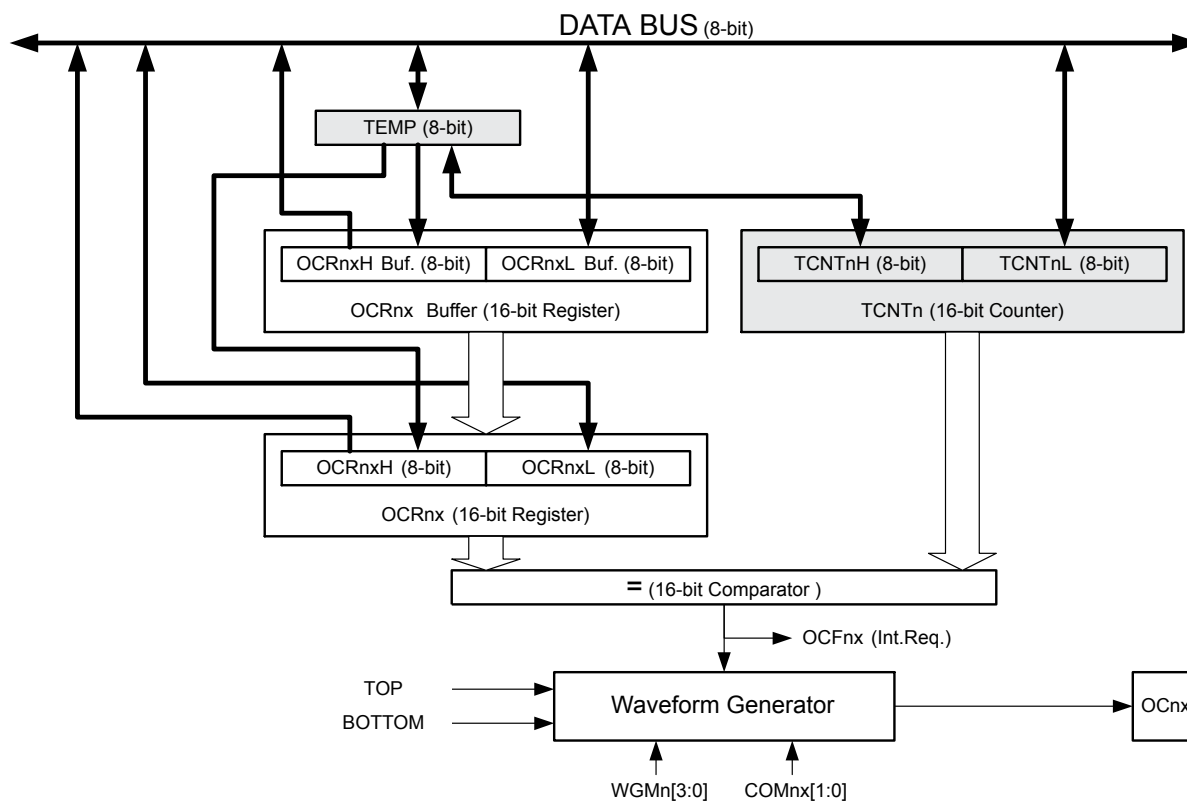 DATA BUS (8-bit)
TEMP (8-bit)
OCRnxH Buf. (8-bit)
OCRnxL Buf. (8-bit)
TCNTnH (8-bit)
TCNTnL (8-bit)
OCRnx Buffer (16-bit Register)
TCNTn (16-bit Counter)
OCRnxH (8-bit)
OCRnxL (8-bit)
OCRnx (16-bit Register)
= (16-bit Comparator )
OCFnx (Int.Req.)
TOP
BOTTOM
Waveform Generator
OCnx
WGMn[3:0]
COMnx[1:0]